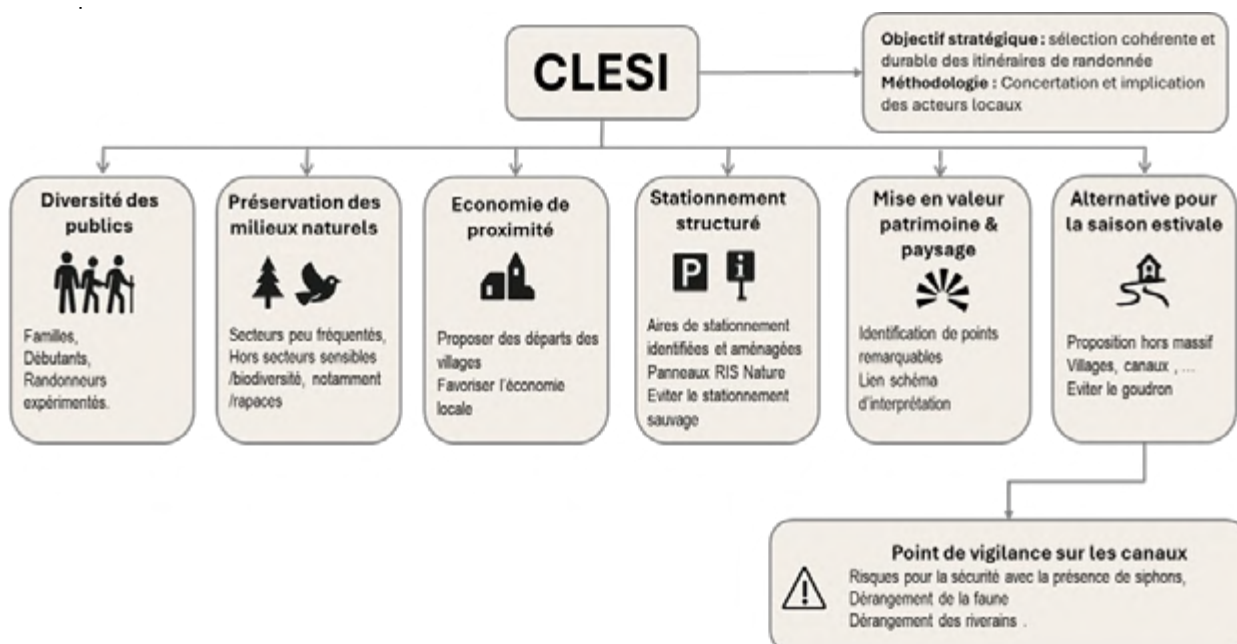 CLESI
Objectif stratégique : sélection cohérente et
durable des itinéraires de randonnée
Méthodologie : Concertation et implication
des acteurs locaux
Diversité des
publics
Familles,
Débutants,
Randonneurs
expérimentés.
Préservation des
milieux naturels
Secteurs peu fréquentés,
Hors secteurs sensibles
/biodiversité, notamment
/rapaces
Economie de
proximité
Proposer des départs des
villages
Favoriser l'économie
locale
Stationnement
structuré
P
i
Aires de stationnement
identifiées et aménagées
Panneaux RIS Nature
Eviter le stationnement
sauvage
Mise en valeur
patrimoine &
paysage
Identification de points
remarquables
Lien schéma
d'interprétation
Alternative pour
la saison estivale
Proposition hors massif
Villages, canaux , ...
Eviter le goudron
Point de vigilance sur les canaux
Risques pour la sécurité avec la présence de siphons,
Dérangement de la faune
Dérangement des riverains .